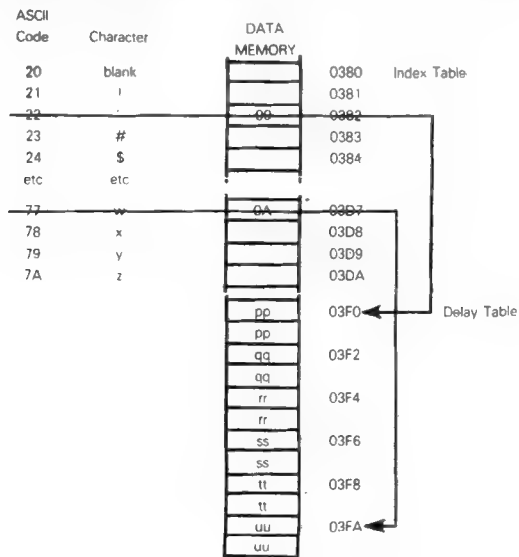 ASCII DATA
Code Character MEMORY
20 blank 0380 Index Table
21 ! 0381
22 00 0382
23 # 0383
24 $ 0384
etc etc
77 w 0A 03D7
78 x 03D8
79 y 03D9
7A z 03DA
pp 03F0 Delay Table
pp
qq 03F2
qq
rr 03F4
rr
ss 03F6
ss
tt 03F8
tt
uu 03FA
uu